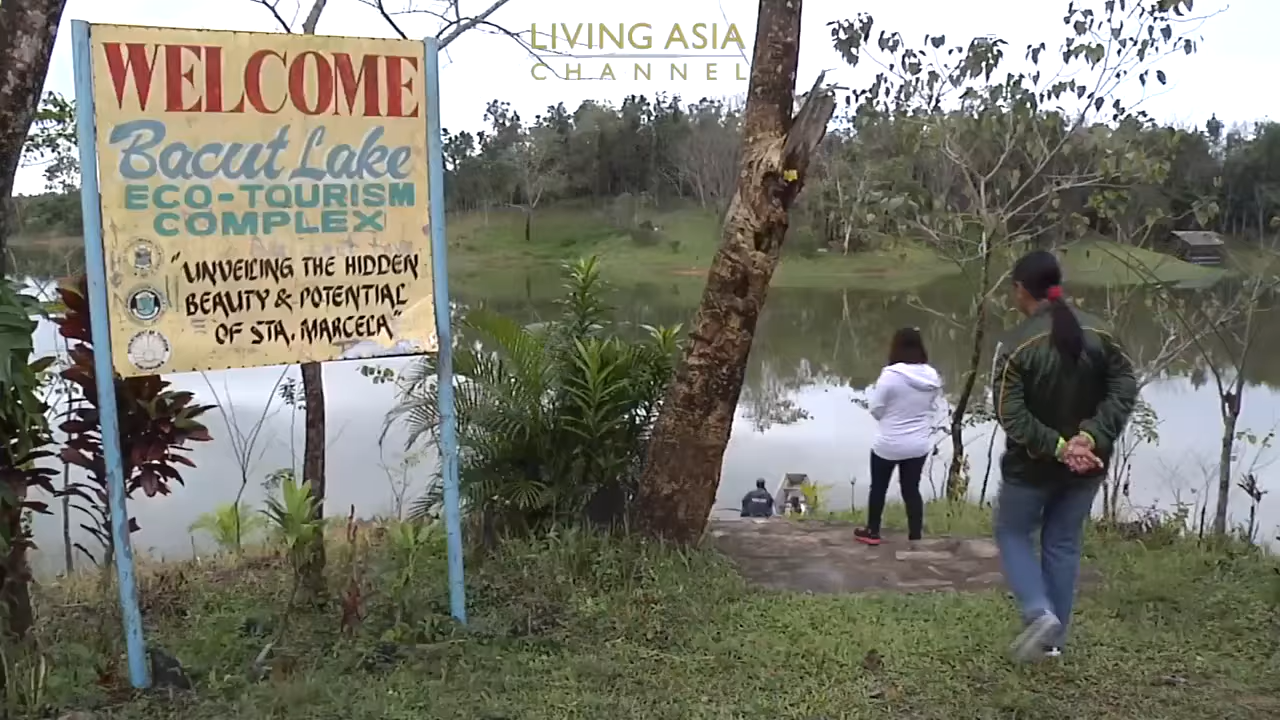 LIVING ASIA
CHANNEL
WELCOME
Bacut Lake
ECO-TOURISM
COMPLEX
"UNVEILING THE HIDDEN
BEAUTY & POTENTIAL
OF STA. MARCELA"